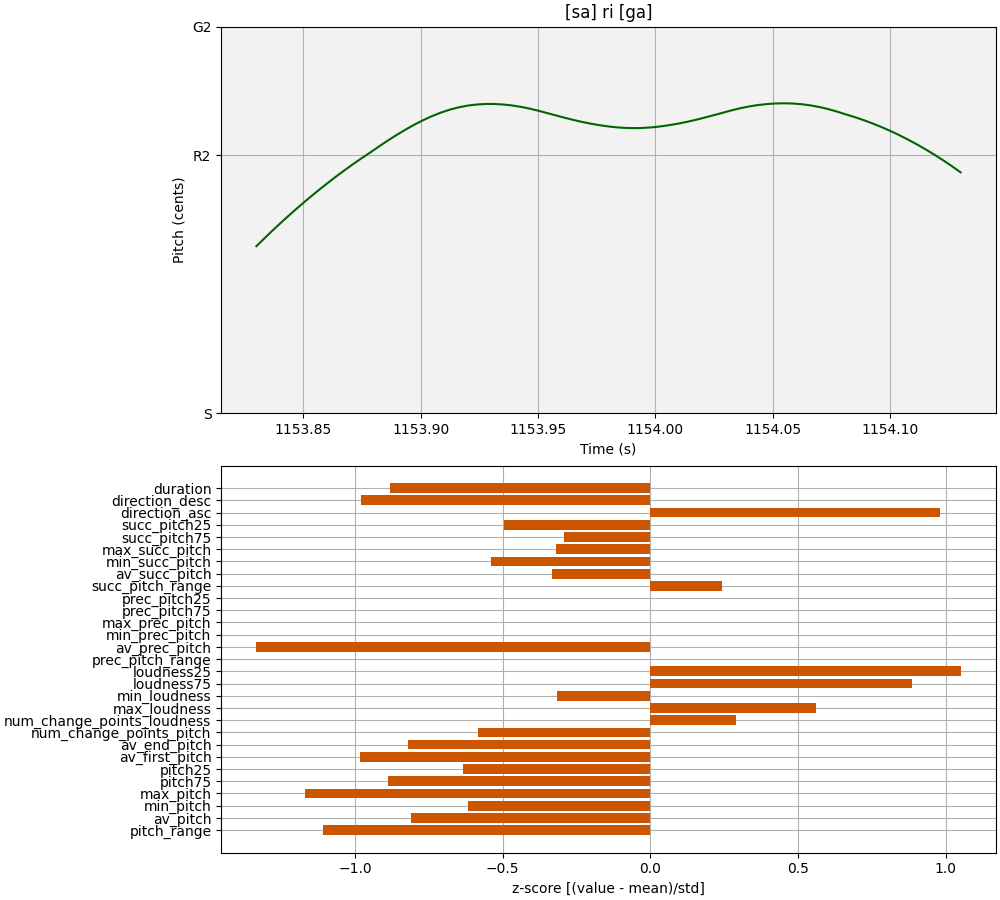 [sa] ri [ga]
G2
R2
S
Pitch (cents)
1153.85 1153.90 1153.95 1154.00 1154.05 1154.10
Time (s)
duration
direction_desc
direction_asc
succ_pitch25
succ_pitch75
max_succ_pitch
min_succ_pitch
av_succ_pitch
succ_pitch_range
prec_pitch25
prec_pitch75
max_prec_pitch
min_prec_pitch
av_prec_pitch
prec_pitch_range
loudness25
loudness75
min_loudness
max_loudness
num_change_points_loudness
num_change_points_pitch
av_end_pitch
av_first_pitch
pitch25
pitch75
max_pitch
min_pitch
av_pitch
pitch_range
−1.0 −0.5 0.0 0.5 1.0
z-score [(value - mean)/std]